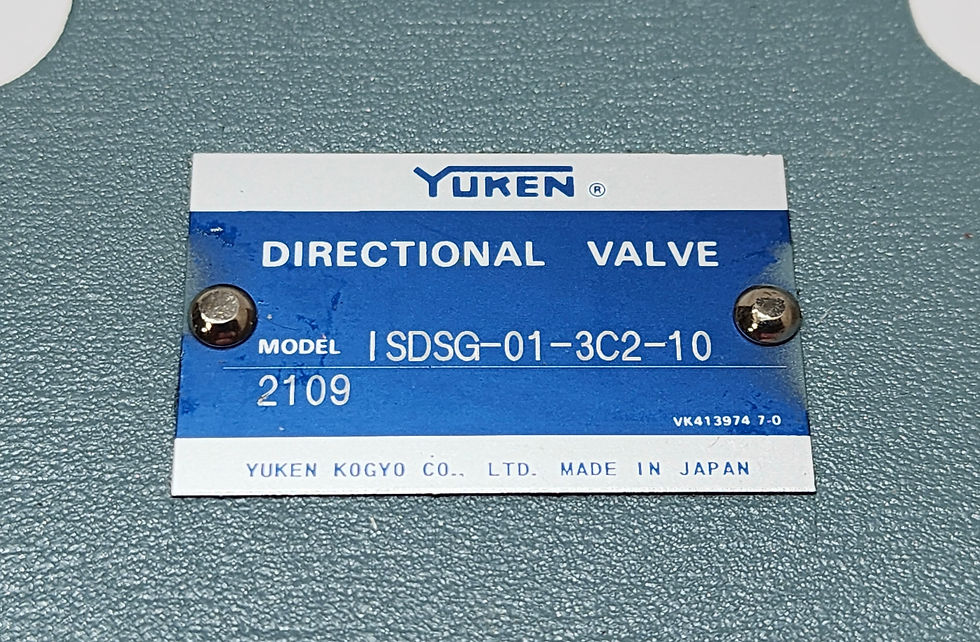 YUKEN ®
DIRECTIONAL VALVE
MODEL ISDSG-01-3C2-10
2109
VK413974 7-0
YUKEN KOGYO CO., LTD. MADE IN JAPAN